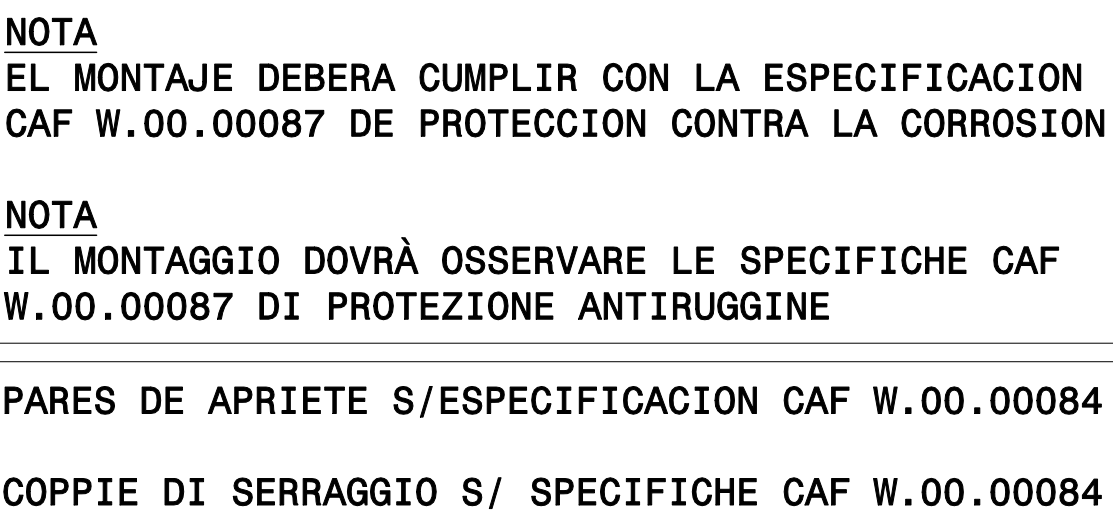 NOTA
EL MONTAJE DEBERA CUMPLIR CON LA ESPECIFICACION
CAF W.00.00087 DE PROTECCION CONTRA LA CORROSION
NOTA
IL MONTAGGIO DOVRÀ OSSERVARE LE SPECIFICHE CAF
W.00.00087 DI PROTEZIONE ANTIRUGGINE
PARES DE APRIETE S/ESPECIFICACION CAF W.00.00084
COPPIE DI SERRAGGIO S/ SPECIFICHE CAF W.00.00084